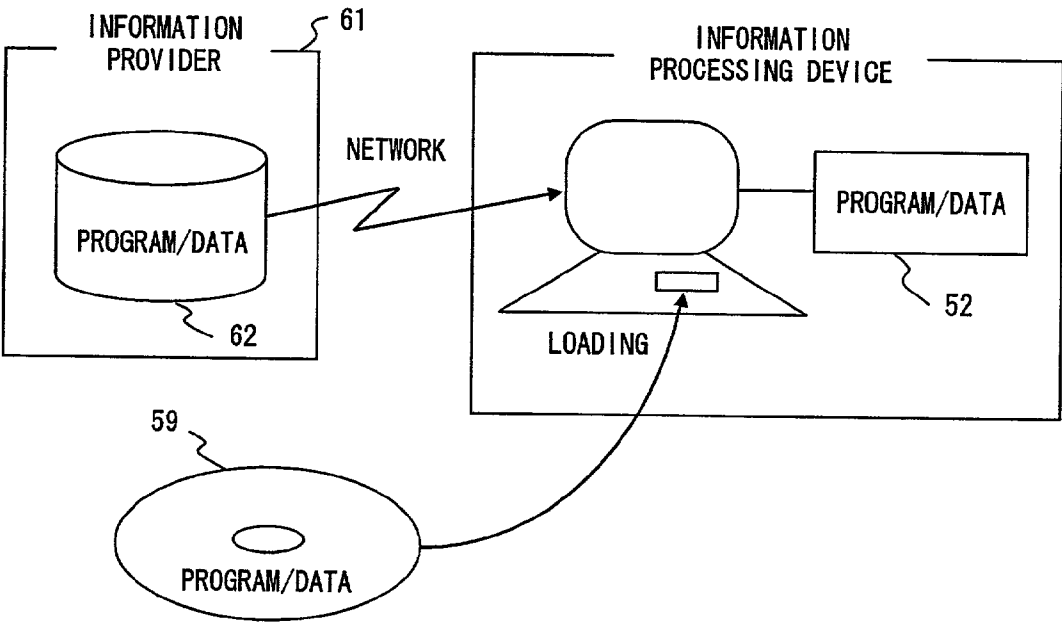 INFORMATION
PROVIDER
61
PROGRAM/DATA
62
NETWORK
INFORMATION
PROCESSING DEVICE
PROGRAM/DATA
52
LOADING
59
PROGRAM/DATA